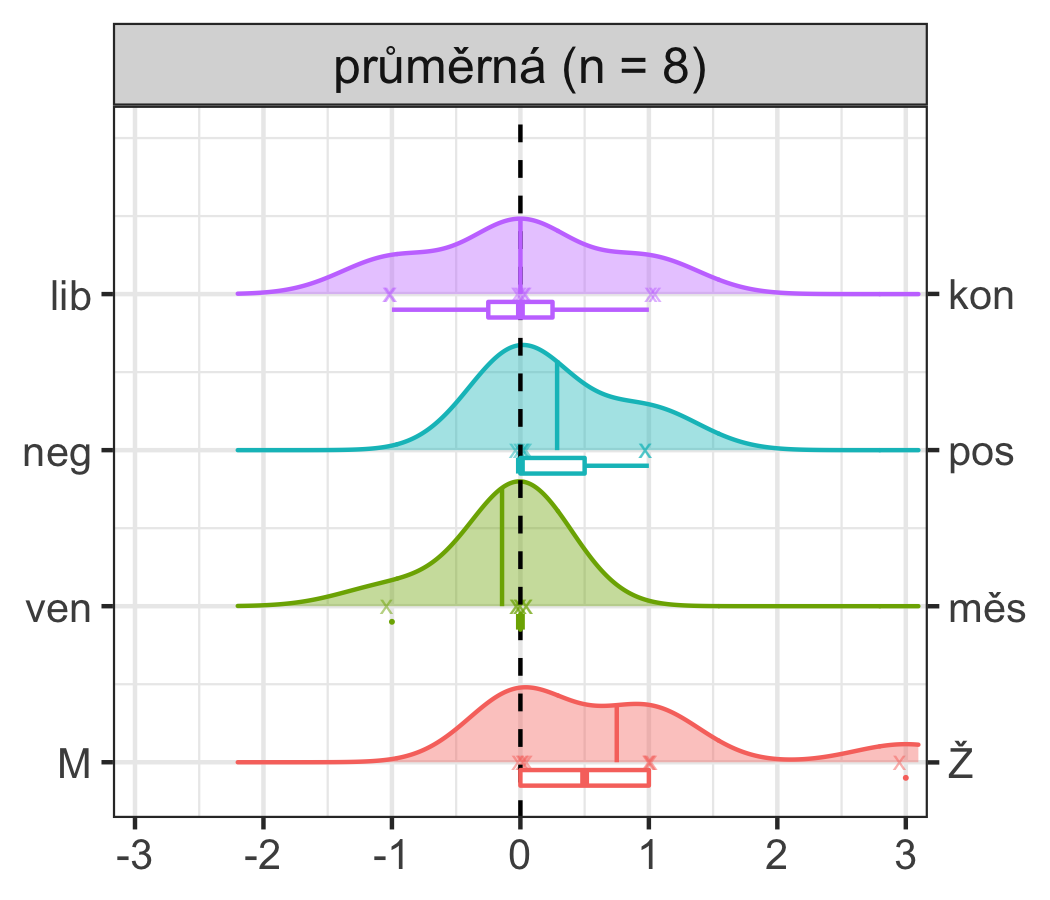 průměrná (n = 8)
lib kon
neg pos
ven měs
M Ž
-3 -2 -1 0 1 2 3